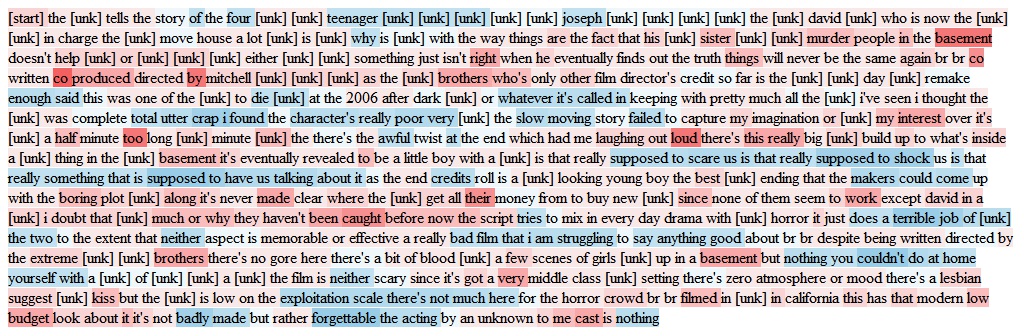 [start] the [unk] tells the story of the four [unk] [unk] teenager [unk] [unk] [unk] [unk] [unk] joseph [unk] [unk] [unk] [unk] the [unk] david [unk] who is now the [unk]
[unk] in charge the [unk] move house a lot [unk] is [unk] why is [unk] with the way things are the fact that his [unk] sister [unk] [unk] murder people in the basement
doesn't help [unk] or [unk] [unk] [unk] either [unk] [unk] something just isn't right when he eventually finds out the truth things will never be the same again br br co
written co produced directed by mitchell [unk] [unk] [unk] as the [unk] brothers who's only other film director's credit so far is the [unk] [unk] day [unk] remake
enough said this was one of the [unk] to die [unk] at the 2006 after dark [unk] or whatever it's called in keeping with pretty much all the [unk] i've seen i thought the
[unk] was complete total utter crap i found the character's really poor very [unk] the slow moving story failed to capture my imagination or [unk] my interest over it's
[unk] a half minute too long [unk] minute [unk] the there's the awful twist at the end which had me laughing out loud there's this really big [unk] build up to what's inside
a [unk] thing in the [unk] basement it's eventually revealed to be a little boy with a [unk] is that really supposed to scare us is that really supposed to shock us is that
really something that is supposed to have us talking about it as the end credits roll is a [unk] looking young boy the best [unk] ending that the makers could come up
with the boring plot [unk] along it's never made clear where the [unk] get all their money from to buy new [unk] since none of them seem to work except david in a
[unk] i doubt that [unk] much or why they haven't been caught before now the script tries to mix in every day drama with [unk] horror it just does a terrible job of [unk]
the two to the extent that neither aspect is memorable or effective a really bad film that i am struggling to say anything good about br br despite being written directed by
the extreme [unk] brothers there's no gore here there's a bit of blood [unk] a few scenes of girls [unk] up in a basement but nothing you couldn't do at home
yourself with a [unk] of [unk] a [unk] the film is neither scary since it's got a very middle class [unk] setting there's zero atmosphere or mood there's a lesbian
suggest [unk] kiss but the [unk] is low on the exploitation scale there's not much here for the horror crowd br br filmed in [unk] in california this has that modern low
budget look about it it's not badly made but rather forgettable the acting by an unknown to me cast is nothing